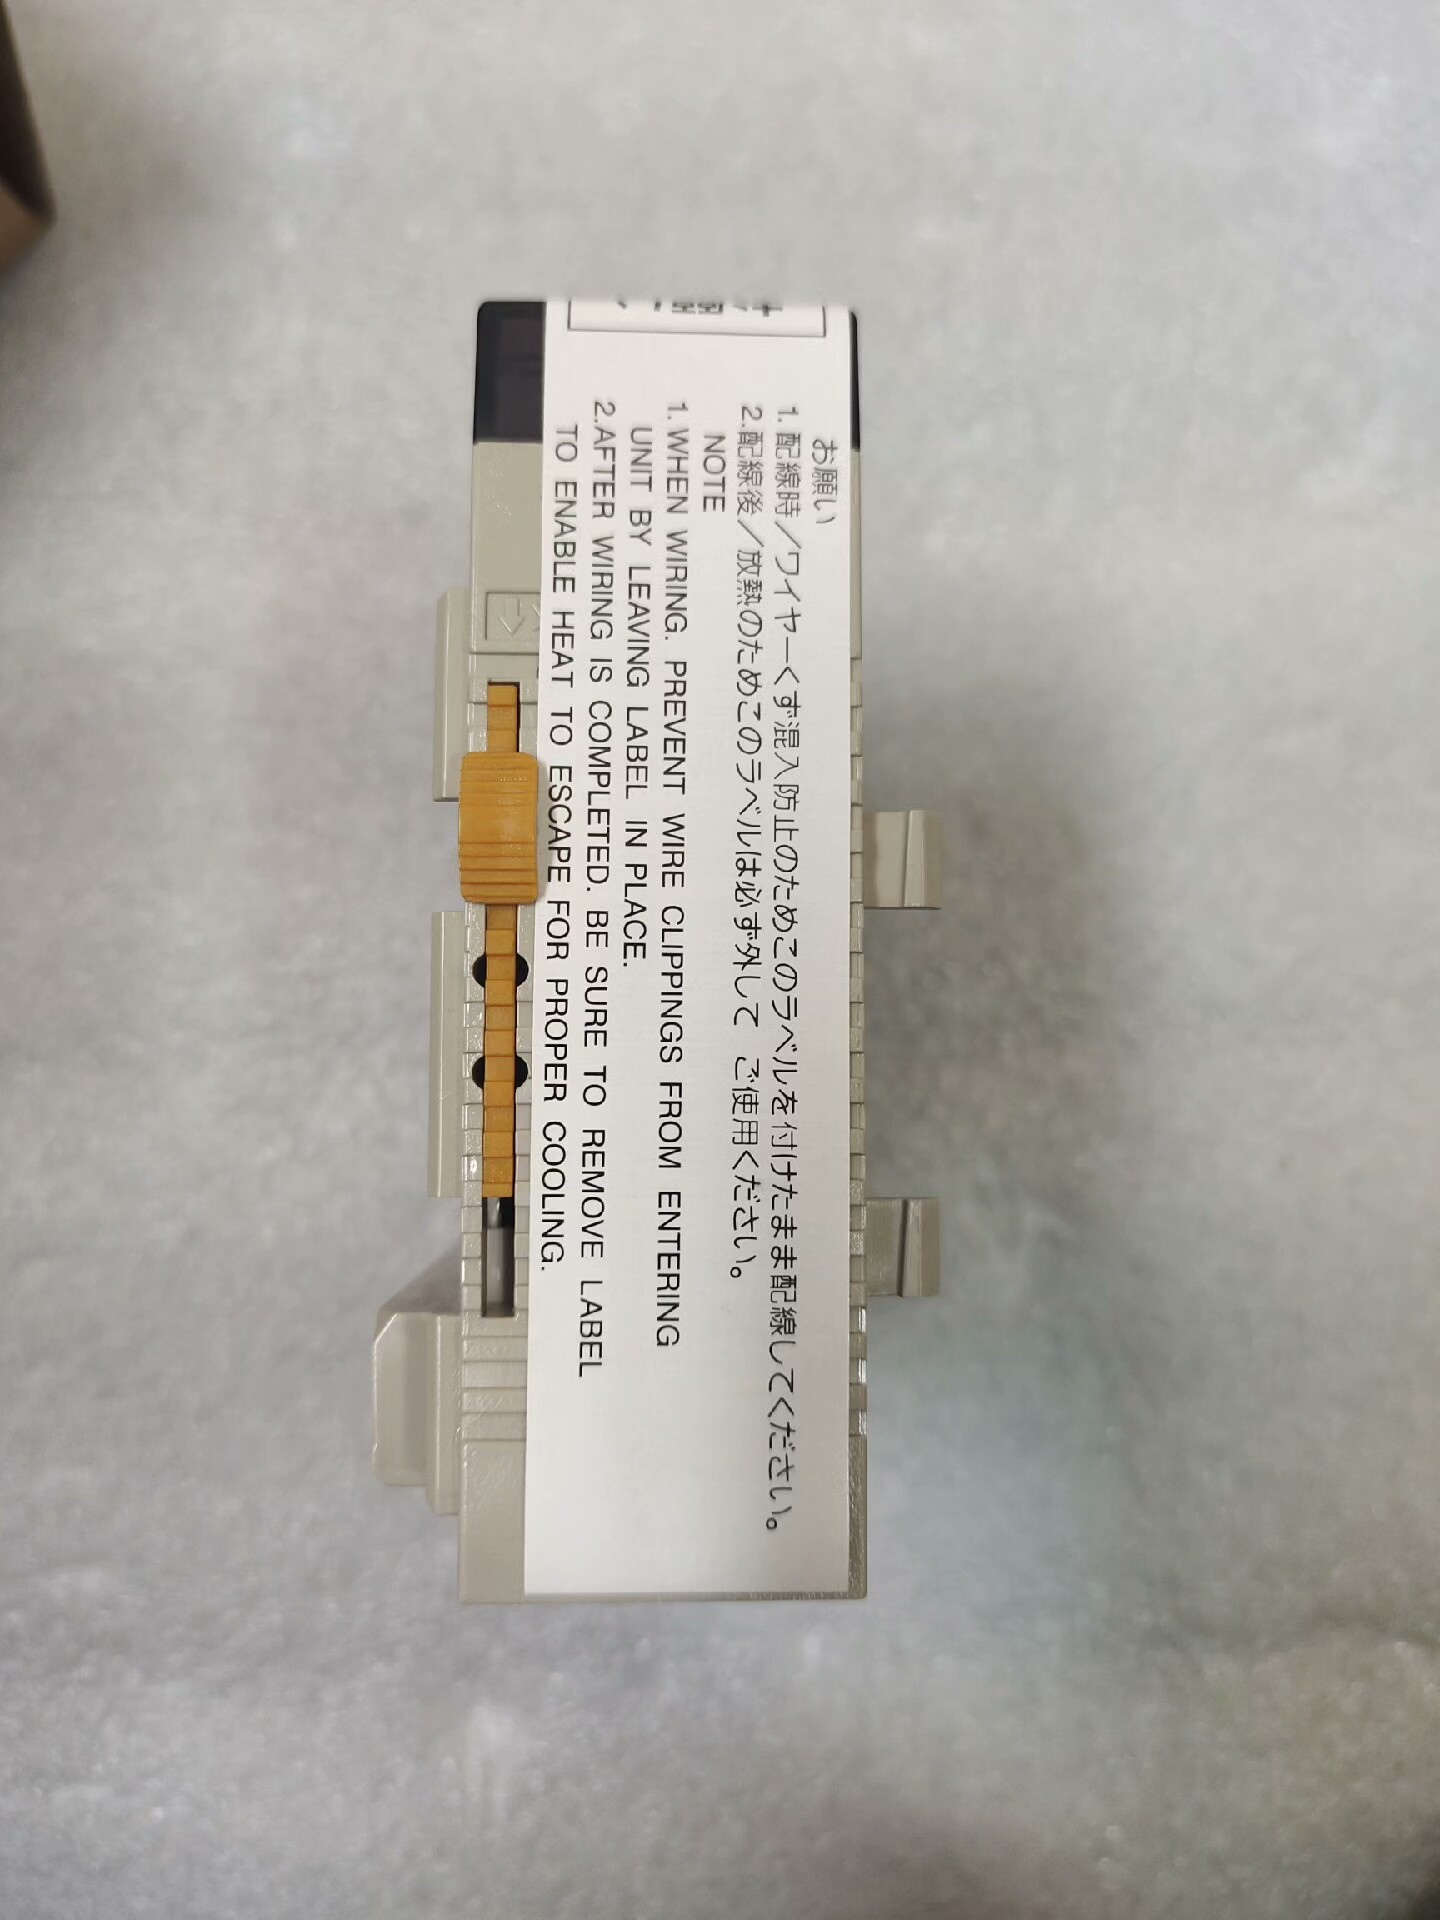 お願い
1. 配線時/ワイヤーくず混入防止のためこのラベルを付けたまま配線してください。
2.配線後/放熱のためこのラベルは必ず外して ご使用ください。
NOTE
1. WHEN WIRING. PREVENT WIRE CLIPPINGS FROM ENTERING
UNIT BY LEAVING LABEL IN PLACE.
2.AFTER WIRING IS COMPLETED. BE SURE TO REMOVE LABEL
TO ENABLE HEAT TO ESCAPE FOR PROPER COOLING.